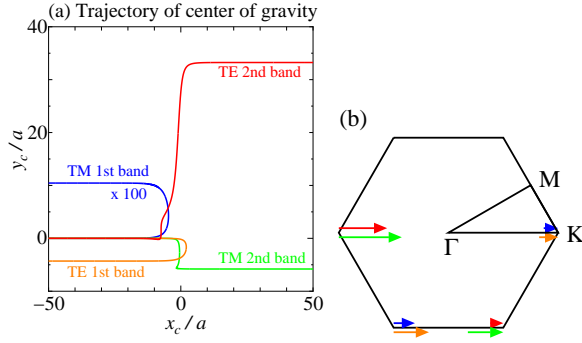 (a) Trajectory of center of gravity
40
TE 2nd band
y_c / a
20
TM 1st band
x 100
10
0
TE 1st band
TM 2nd band
−50
0
50
x_c / a
(b)
M
K
Γ